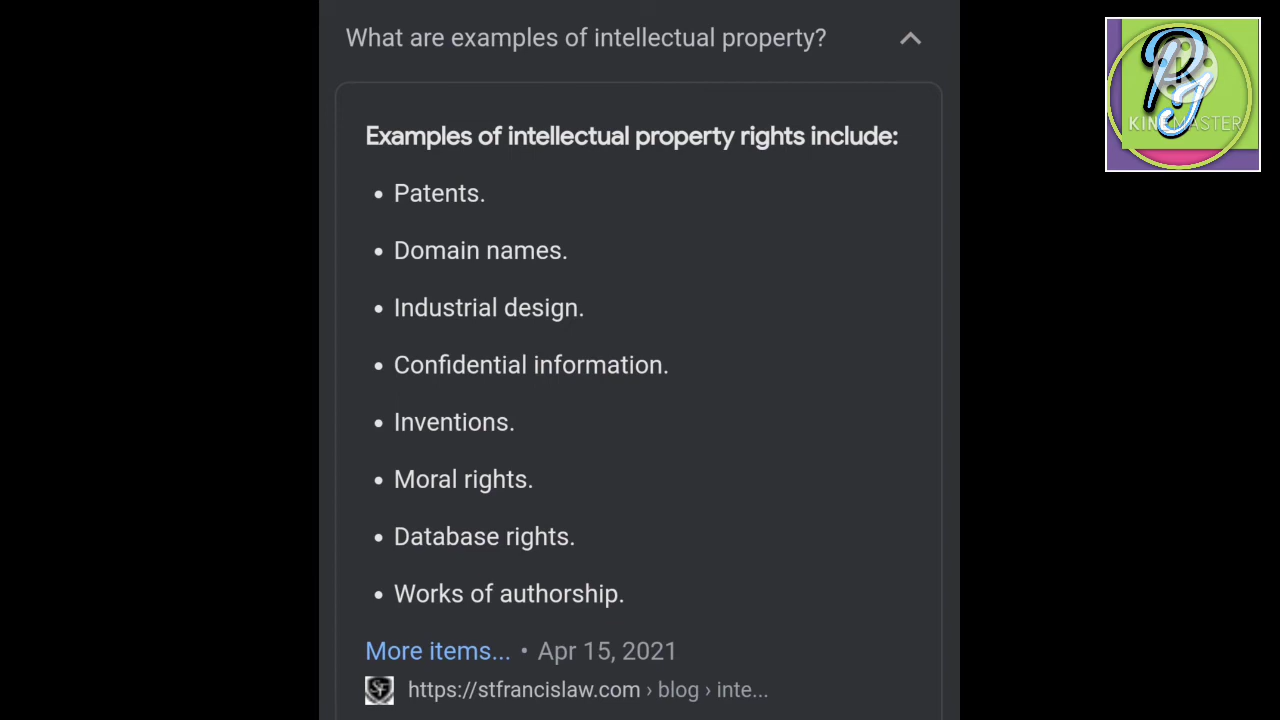 What are examples of intellectual property?
Examples of intellectual property rights include:
• Patents.
• Domain names.
• Industrial design.
• Confidential information.
• Inventions.
• Moral rights.
• Database rights.
• Works of authorship.
More items... • Apr 15, 2021
SF
https://stfrancislaw.com › blog › inte...
Py
K
KINEMASTER